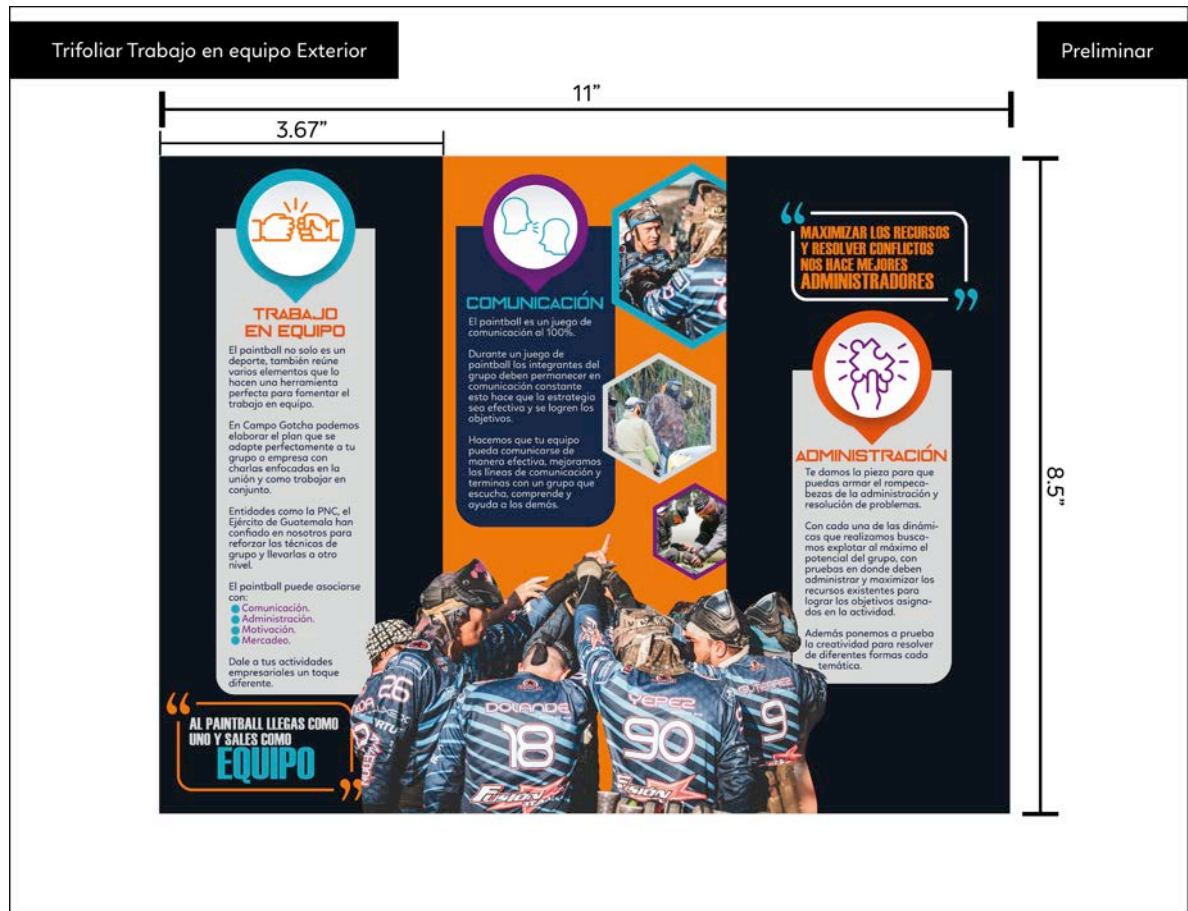 Trifoliar Trabajo en equipo Exterior
Preliminar
11”
3.67”
8.5”
TRABAJO
EN EQUIPO
El paintball no solo es un
deporte, también reúne
varios elementos que lo
hacen una herramienta
perfecta para fomentar el
trabajo en equipo.
En Campo Gotcha podemos
elaborar el plan que se
adapte perfectamente a tu
grupo o empresa con
charlas enfocadas en la
unión y como trabajar en
conjunto.
Entidades como la PNC, el
Ejército de Guatemala han
confiado en nosotros para
reforzar las técnicas de
grupo y llevarlas a otro
nivel.
El paintball puede asociarse
con:
Comunicación.
Administración.
Motivación.
Mercadeo.
Dale a tus actividades
empresariales un toque
diferente.
“
AL PAINTBALL LLEGAS COMO
UNO Y SALES COMO
EQUIPO
”
COMUNICACIÓN
El paintball es un juego de
comunicación al 100%.
Durante un juego de
paintball los integrantes del
grupo deben permanecer en
comunicación constante
esto hace que la estrategia
sea efectiva y se logren los
objetivos.
Hacemos que tu equipo
pueda comunicarse de
manera efectiva, mejoramos
las líneas de comunicación y
terminas con un grupo que
escucha, comprende y
ayuda a los demás.
“
MAXIMIZAR LOS RECURSOS
Y RESOLVER CONFLICTOS
NOS HACE MEJORES
ADMINISTRADORES
”
ADMINISTRACIÓN
Te damos la pieza para que
puedas armar el rompeca-
bezas de la administración y
resolución de problemas.
Con cada una de las dinámi-
cas que realizamos busca-
mos explotar al máximo el
potencial del grupo, con
pruebas en donde deben
administrar y maximizar los
recursos existentes para
lograr los objetivos asigna-
dos en la actividad.
Además ponemos a prueba
la creatividad para resolver
de diferentes formas cada
temática.
26
DOLANDE
18
FUSION
YEPEZ
90
FUSION
GUTIERREZ
9